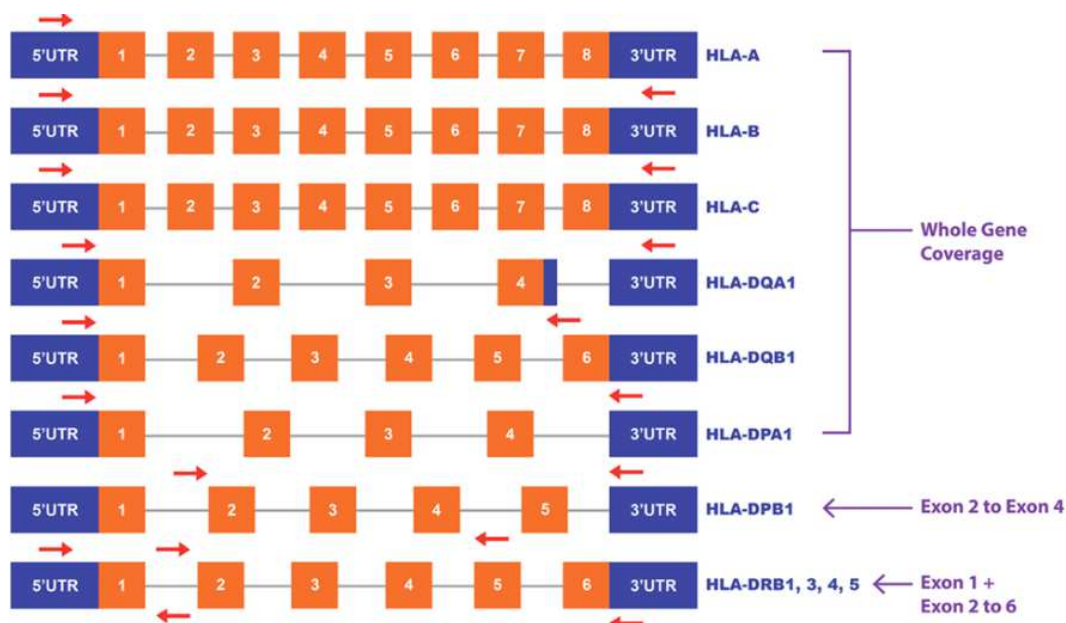 5'UTR 1 2 3 4 5 6 7 8 3'UTR HLA-A
5'UTR 1 2 3 4 5 6 7 8 3'UTR HLA-B
5'UTR 1 2 3 4 5 6 7 8 3'UTR HLA-C
Whole Gene
Coverage
5'UTR 1 2 3 4 3'UTR HLA-DQA1
5'UTR 1 2 3 4 5 6 3'UTR HLA-DQB1
5'UTR 1 2 3 4 3'UTR HLA-DPA1
5'UTR 1 2 3 4 5 3'UTR HLA-DPB1 Exon 2 to Exon 4
5'UTR 1 2 3 4 5 6 3'UTR HLA-DRB1, 3, 4, 5 Exon 1 +
Exon 2 to 6